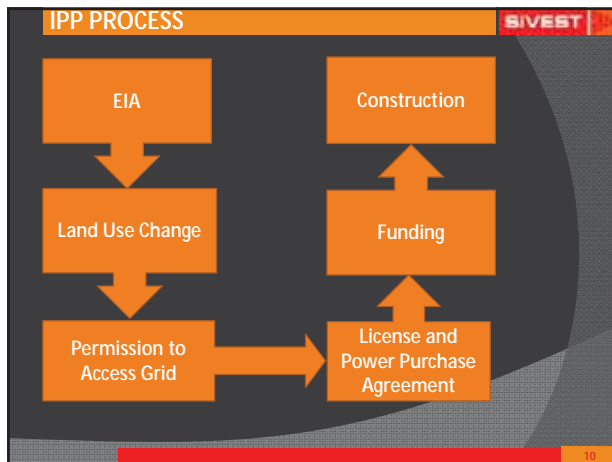 IPP PROCESS
SIVEST
EIA
Land Use Change
Permission to
Access Grid
License and
Power Purchase
Agreement
Funding
Construction
10